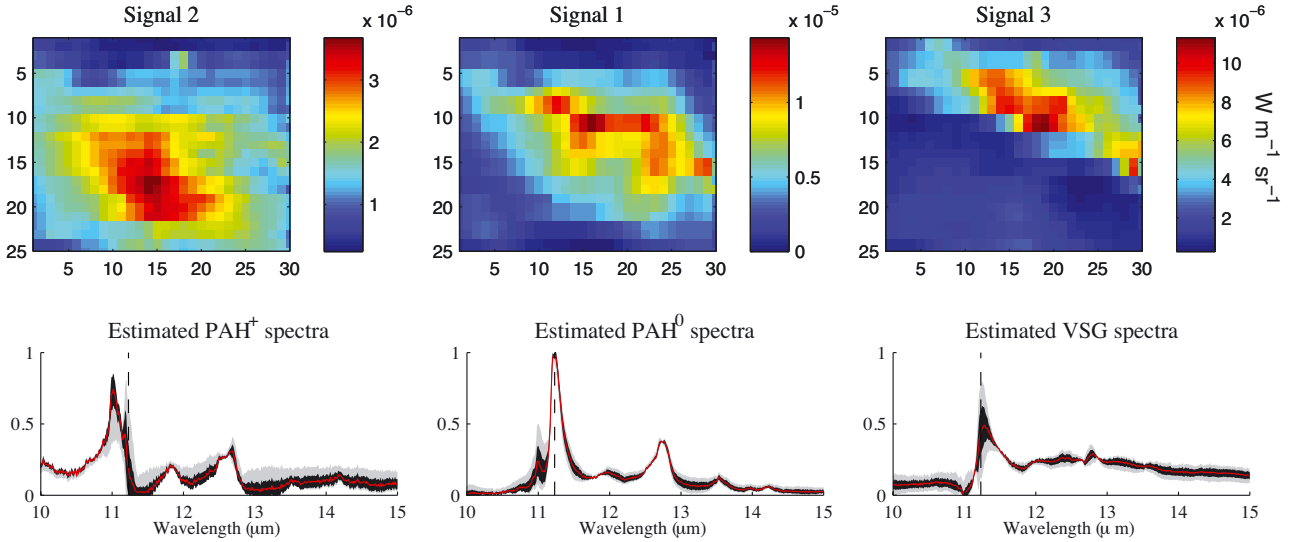 Signal 2
x 10⁻⁶
Signal 1
x 10⁻⁵
Signal 3
x 10⁻⁶
5
10
15
20
25
5 10 15 20 25 30
3
2
1
5
10
15
20
25
5 10 15 20 25 30
1
0.5
0
5
10
15
20
25
5 10 15 20 25 30
10
8
6
4
2
W m⁻¹ sr⁻¹
Estimated PAH⁺ spectra
1
0.5
0
10 11 12 13 14 15
Wavelength (μm)
Estimated PAH⁰ spectra
1
0.5
0
10 11 12 13 14 15
Wavelength (μm)
Estimated VSG spectra
1
0.5
0
10 11 12 13 14 15
Wavelength (μ m)